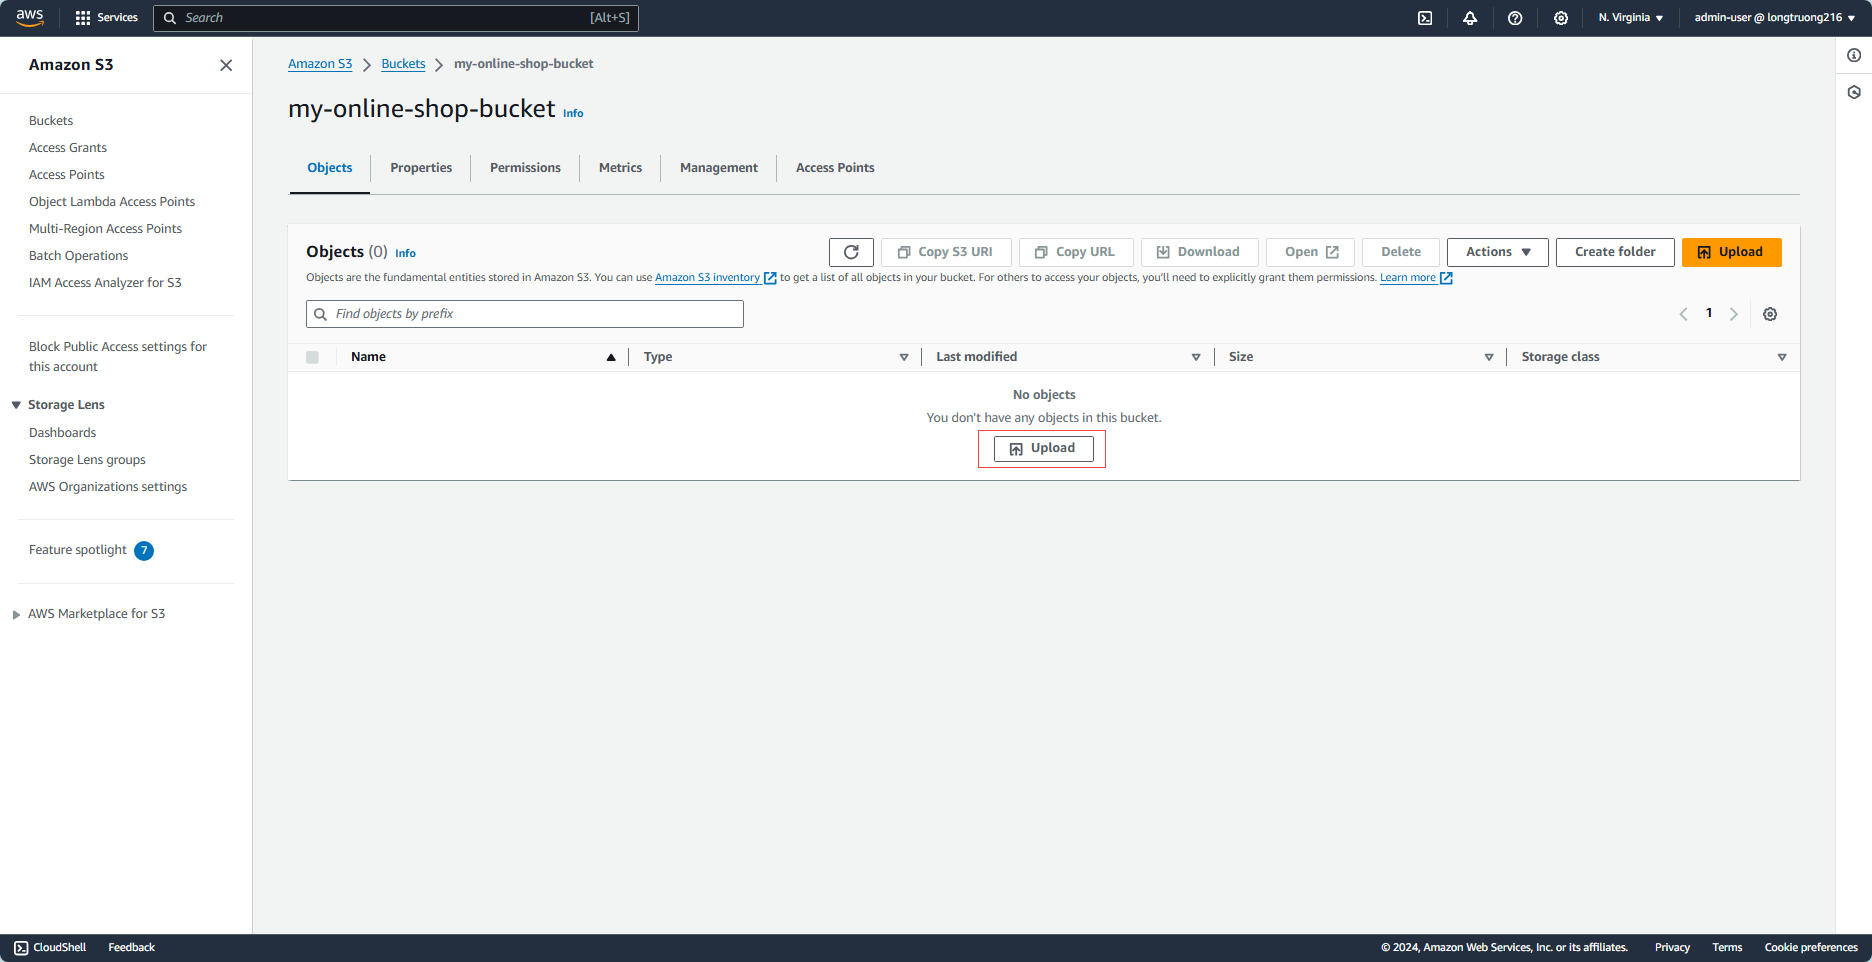 aws Services Search [Alt+S] N. Virginia admin-user @ longtruong216
Amazon S3
Buckets
Access Grants
Access Points
Object Lambda Access Points
Multi-Region Access Points
Batch Operations
IAM Access Analyzer for S3
Block Public Access settings for
this account
Storage Lens
Dashboards
Storage Lens groups
AWS Organizations settings
Feature spotlight 7
AWS Marketplace for S3
Amazon S3 Buckets my-online-shop-bucket
my-online-shop-bucket Info
Objects Properties Permissions Metrics Management Access Points
Objects (0) Info Copy S3 URI Copy URL Download Open Delete Actions Create folder Upload
Objects are the fundamental entities stored in Amazon S3. You can use Amazon S3 inventory to get a list of all objects in your bucket. For others to access your objects, you'll need to explicitly grant them permissions. Learn more
Find objects by prefix 1
Name Type Last modified Size Storage class
No objects
You don't have any objects in this bucket.
Upload
CloudShell Feedback © 2024, Amazon Web Services, Inc. or its affiliates. Privacy Terms Cookie preferences